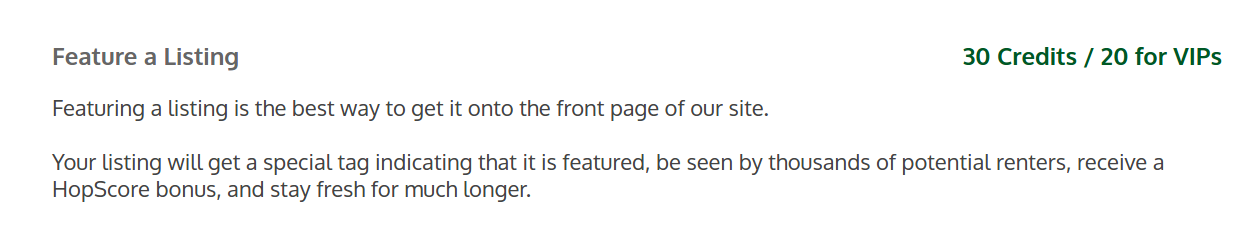 Feature a Listing
30 Credits / 20 for VIPs
Featuring a listing is the best way to get it onto the front page of our site.
Your listing will get a special tag indicating that it is featured, be seen by thousands of potential renters, receive a
HopScore bonus, and stay fresh for much longer.